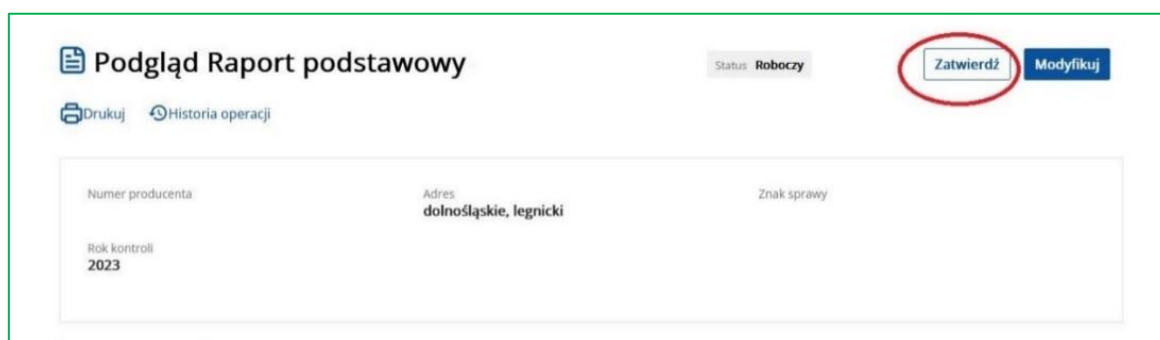 Podgląd Raport podstawowy
Status Roboczy
Zatwierdź
Modyfikuj
Drukuj
Historia operacji
Numer producenta
Adres
dolnośląskie, legnicki
Znak sprawy
Rok kontroli
2023